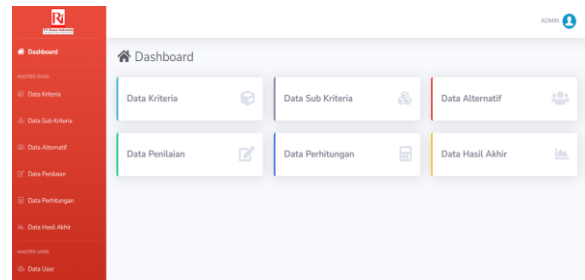 ADMIN
Dashboard
Dashboard
MASTER DATA
Data Kriteria
Data Sub Kriteria
Data Alternatif
Data Penilaian
Data Perhitungan
Data Hasil Akhir
MASTER USER
Data User
Data Kriteria
Data Sub Kriteria
Data Alternatif
Data Penilaian
Data Perhitungan
Data Hasil Akhir